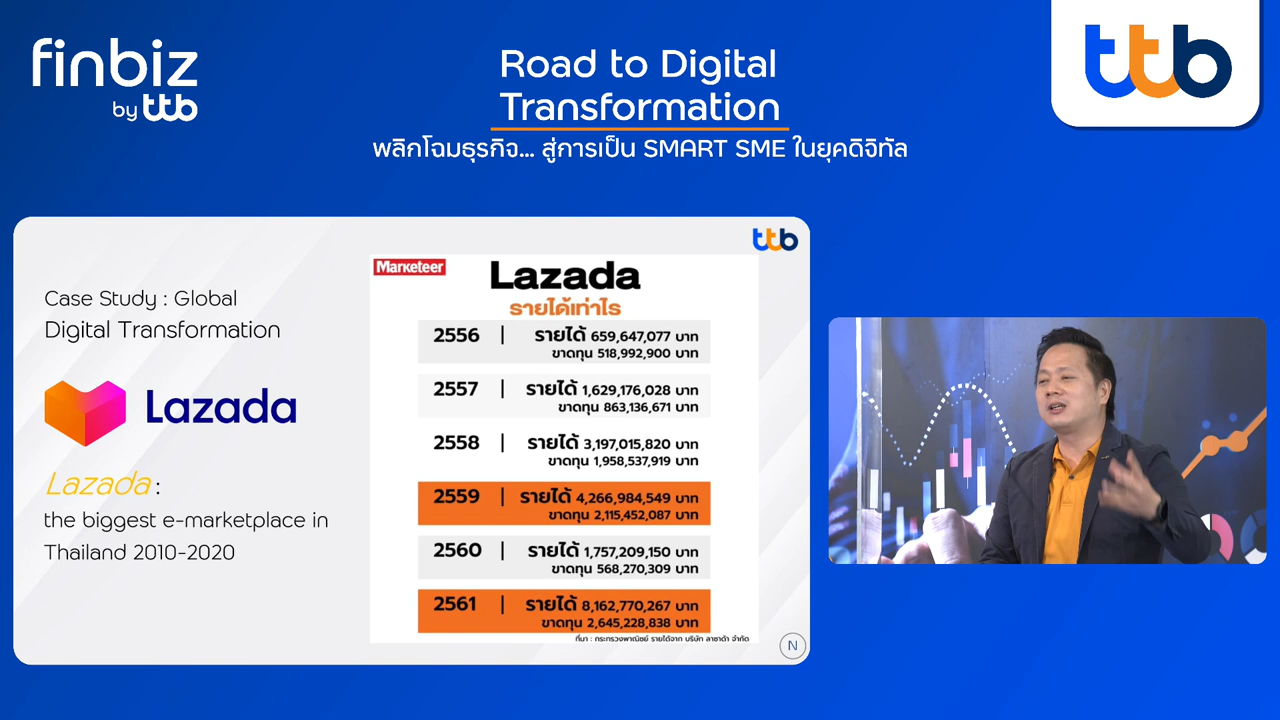 finbiz
by ttb
Road to Digital
Transformation
พลิกโฉมธุรกิจ... สู่การเป็น SMART SME ในยุคดิจิทัล
ttb
ttb
Case Study : Global
Digital Transformation
Lazada
Lazada :
the biggest e-marketplace in
Thailand 2010-2020
Marketeer
Lazada
รายได้เท่าไร
2556 | รายได้ 659,647,077 บาท
ขาดทุน 518,992,900 บาท
2557 | รายได้ 1,629,176,028 บาท
ขาดทุน 863,136,671 บาท
2558 | รายได้ 3,197,015,820 บาท
ขาดทุน 1,958,537,919 บาท
2559 | รายได้ 4,266,984,549 บาท
ขาดทุน 2,115,452,087 บาท
2560 | รายได้ 1,757,209,150 บาท
ขาดทุน 568,270,309 บาท
2561 | รายได้ 8,162,770,267 บาท
ขาดทุน 2,645,228,838 บาท
ที่มา : กระทรวงพาณิชย์ รายได้จาก บริษัท ลาซาด้า จำกัด
N